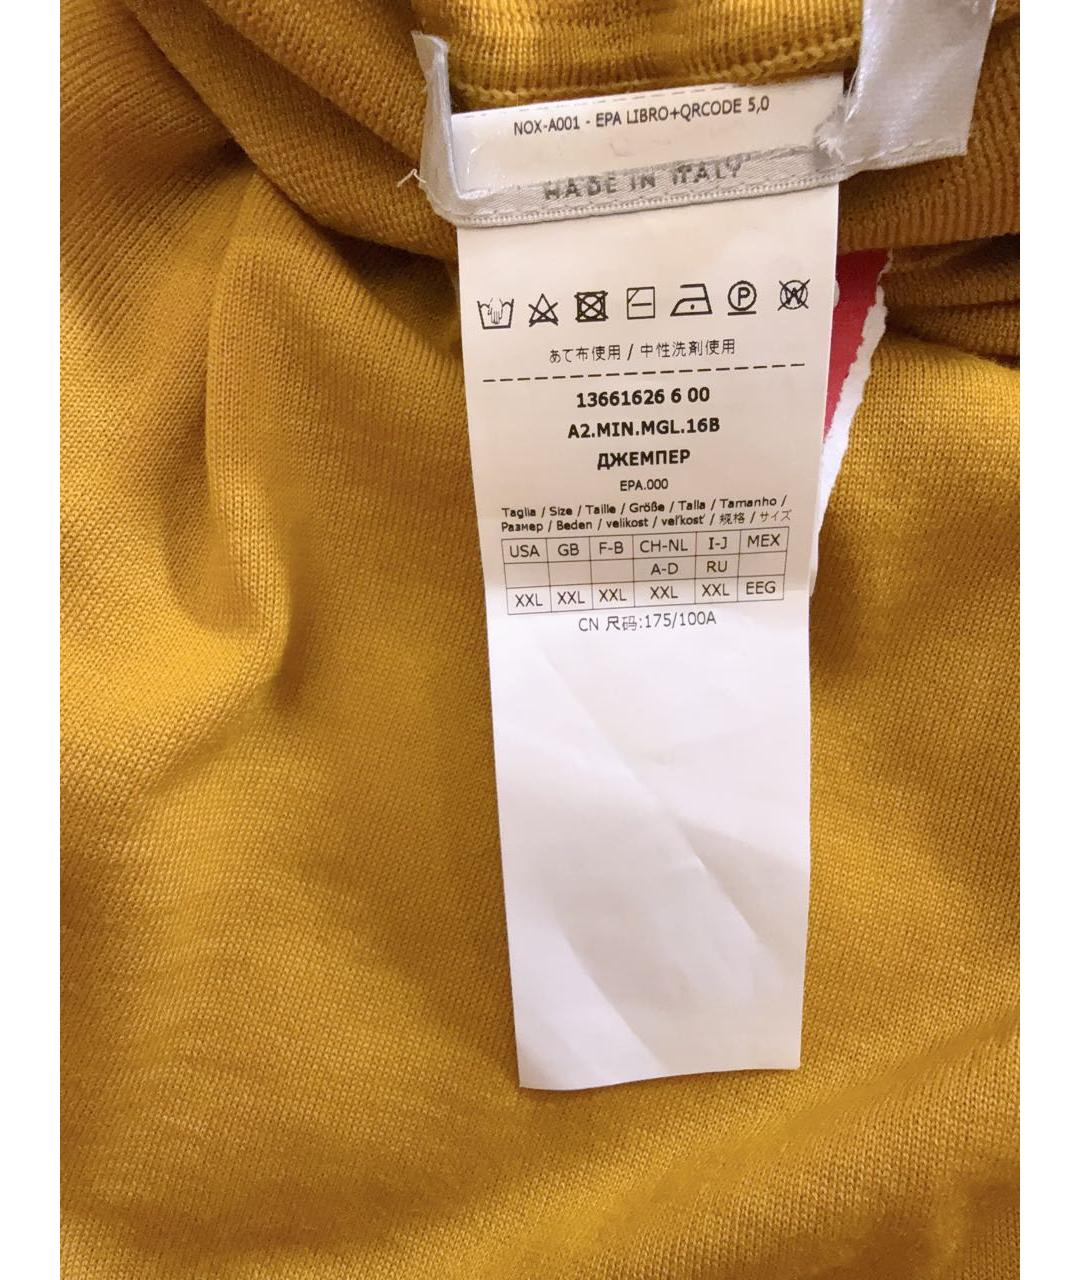 NOX-A001 - EPA LIBRO+QRCODE 5,0
MADE IN ITALY
P W
あて布使用 / 中性洗剤使用
13661626 6 00
A2.MIN.MGL.16B
ДЖЕМПЕР
EPA.000
Taglia / Size / Taille / Größe / Talla / Tamanho /
Размер / Beden / velikost / veľkosť / 规格 / サイズ
USA GB F-B CH-NL I-J MEX
A-D RU
XXL XXL XXL XXL XXL EEG
CN 尺码:175/100A